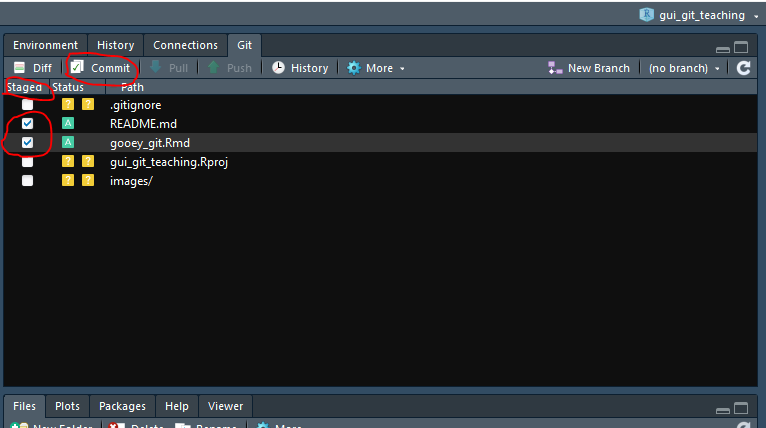 gui_git_teaching
Environment History Connections Git
Diff Commit Pull Push History More New Branch (no branch)
Staged Status Path
? ? .gitignore
A README.md
A gooey_git.Rmd
? ? gui_git_teaching.Rproj
? ? images/
Files Plots Packages Help Viewer
New Folder Delete Rename More